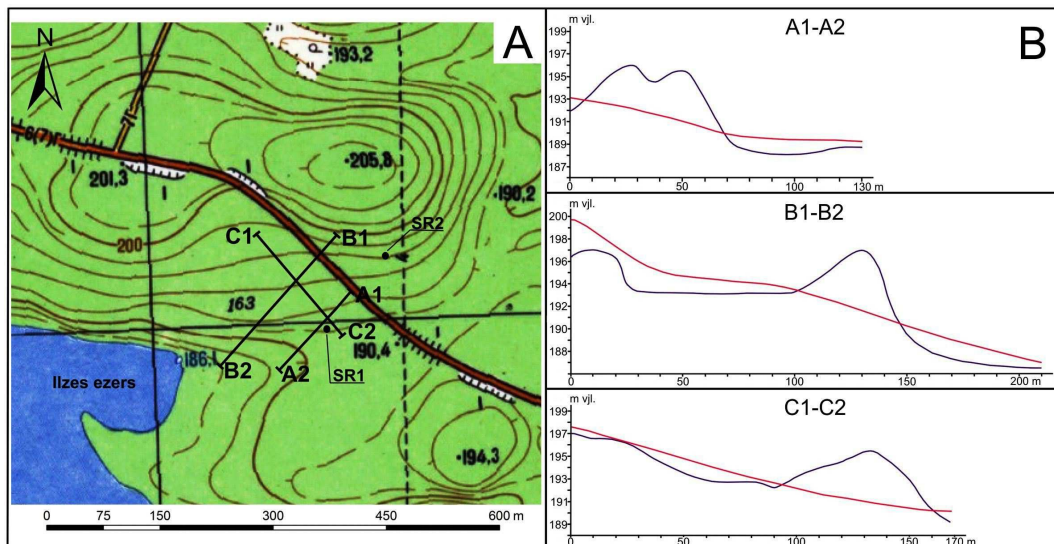 A
N
193,2
6(7)
201,3
205,8
190,2
200
C1
B1
SR2
A1
163
C2
190,4
186,1
B2
A2
SR1
Ilzes ezers
194,3
0 75 150 300 450 600 m
B
A1-A2
m vjl.
199
197
195
193
191
189
187
0 50 100 130 m
B1-B2
m vjl.
200
198
196
194
192
190
188
0 50 100 150 200 m
C1-C2
m vjl.
199
197
195
193
191
189
0 50 100 150 170 m